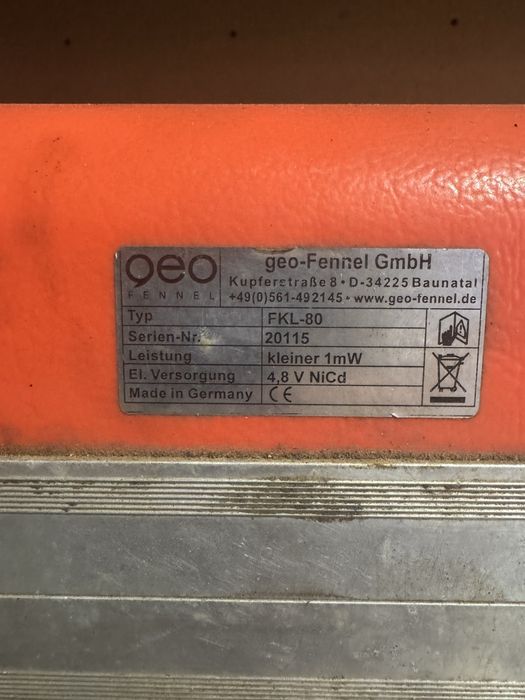 geo
FENNEL
geo-Fennel GmbH
Kupferstraße 8 • D-34225 Baunatal
+49(0)561-492145 • www.geo-fennel.de
Typ FKL-80
Serien-Nr. 20115
Leistung kleiner 1mW
El. Versorgung 4,8 V NiCd
Made in Germany CE